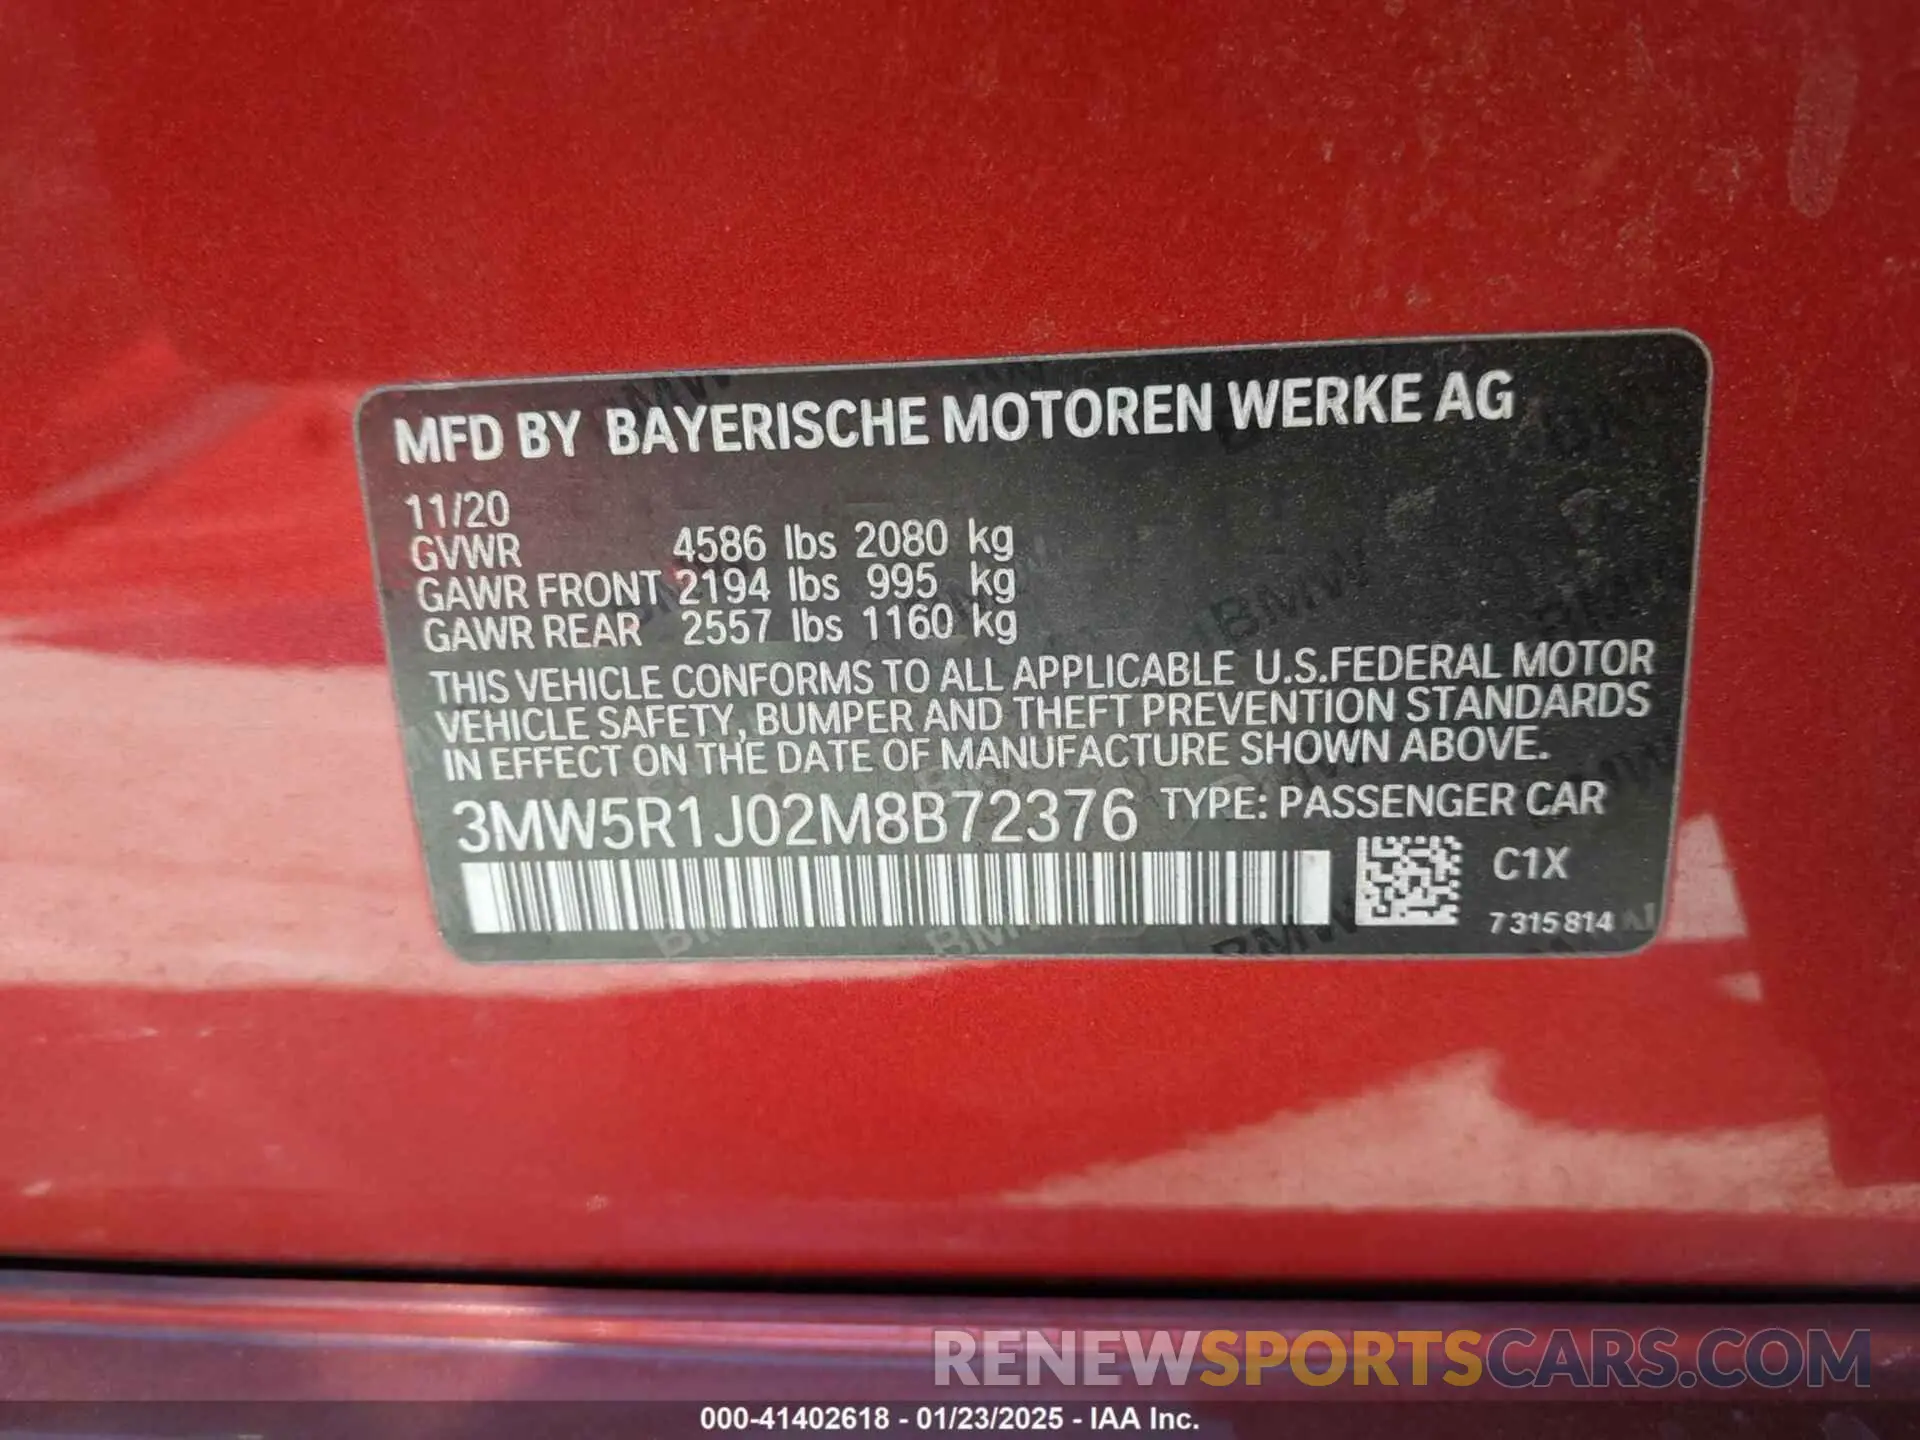 MFD BY BAYERISCHE MOTOREN WERKE AG
11/20
GVWR 4586 lbs 2080 kg
GAWR FRONT 2194 lbs 995 kg
GAWR REAR 2557 lbs 1160 kg
THIS VEHICLE CONFORMS TO ALL APPLICABLE U.S.FEDERAL MOTOR
VEHICLE SAFETY, BUMPER AND THEFT PREVENTION STANDARDS
IN EFFECT ON THE DATE OF MANUFACTURE SHOWN ABOVE.
3MW5R1J02M8B72376 TYPE: PASSENGER CAR
C1X
7 315 814
RENEWSPORTSCARS.COM
000-41402618 - 01/23/2025 - IAA Inc.